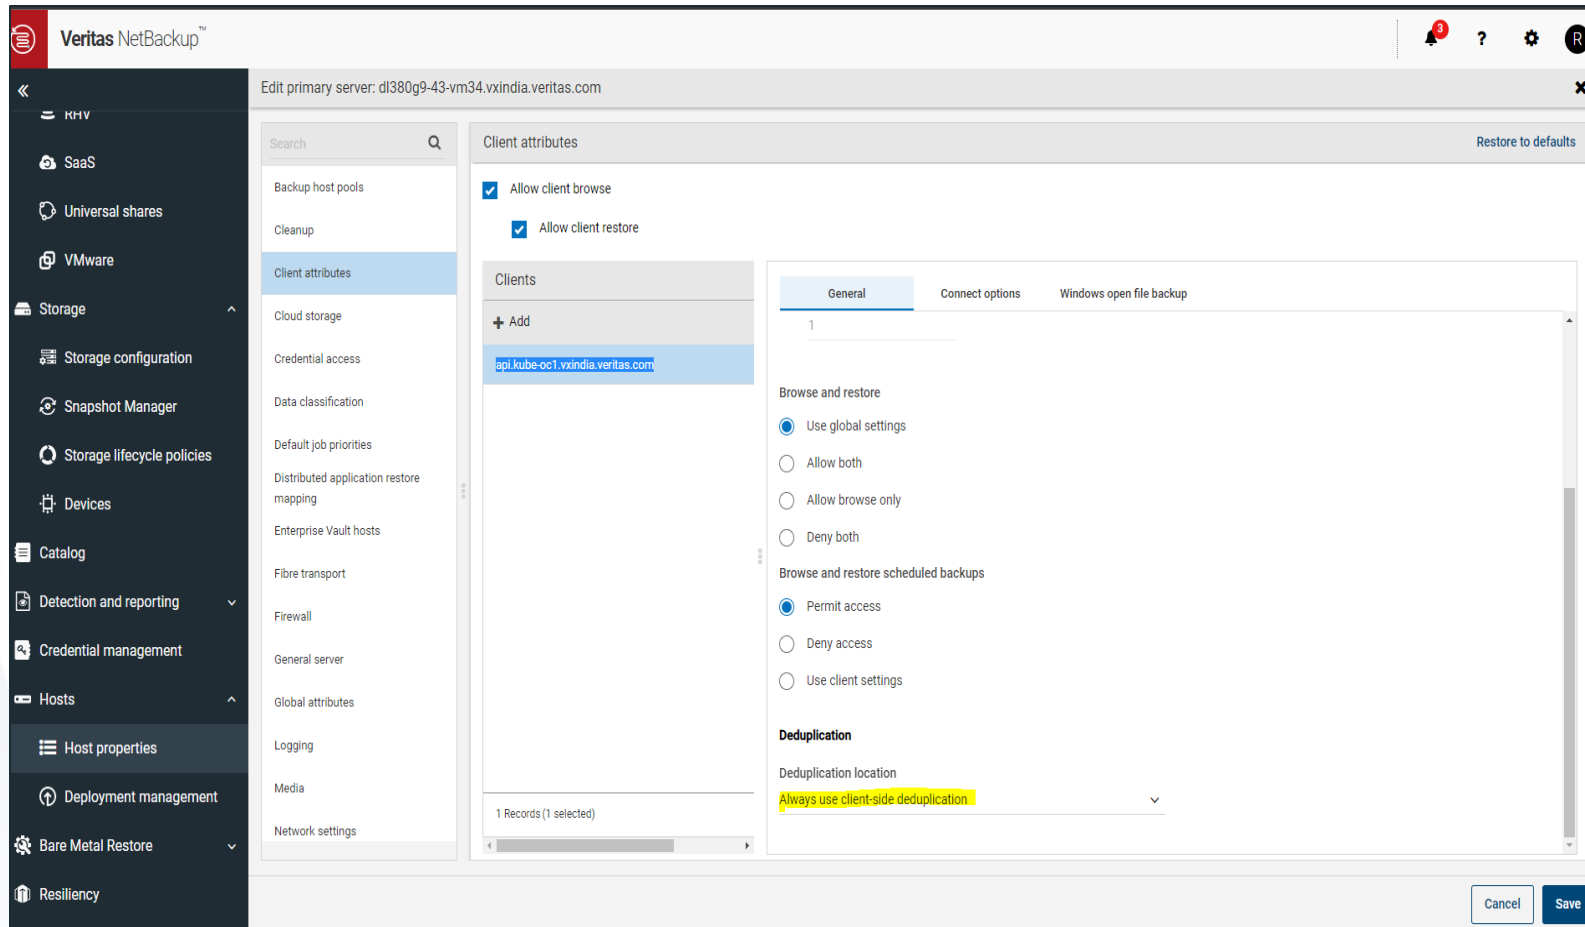 Veritas NetBackup™
3
?
R
«
Edit primary server: dl380g9-43-vm34.vxindia.veritas.com
RHV
SaaS
Universal shares
VMware
Storage
Storage configuration
Snapshot Manager
Storage lifecycle policies
Devices
Catalog
Detection and reporting
Credential management
Hosts
Host properties
Deployment management
Bare Metal Restore
Resiliency
Search
Backup host pools
Cleanup
Client attributes
Cloud storage
Credential access
Data classification
Default job priorities
Distributed application restore
mapping
Enterprise Vault hosts
Fibre transport
Firewall
General server
Global attributes
Logging
Media
Network settings
Client attributes
Restore to defaults
Allow client browse
Allow client restore
Clients
+ Add
api.kube-oc1.vxindia.veritas.com
1 Records (1 selected)
General
Connect options
Windows open file backup
1
Browse and restore
Use global settings
Allow both
Allow browse only
Deny both
Browse and restore scheduled backups
Permit access
Deny access
Use client settings
Deduplication
Deduplication location
Always use client-side deduplication
Cancel
Save